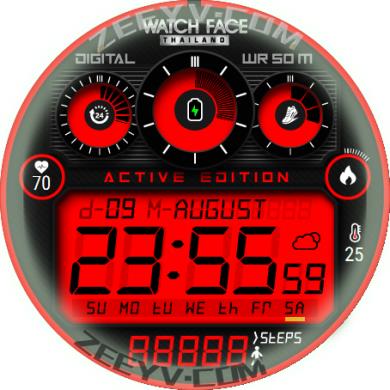 ZEEYV-COM
WATCH FACE
THAILAND
DIGITAL WR 50 M
24
70
ACTIVE EDITION
d-09 M-AUGUST
23:55 59
25
SU MO tU WE th Fr SA
STEPS
ZEEYV-COM